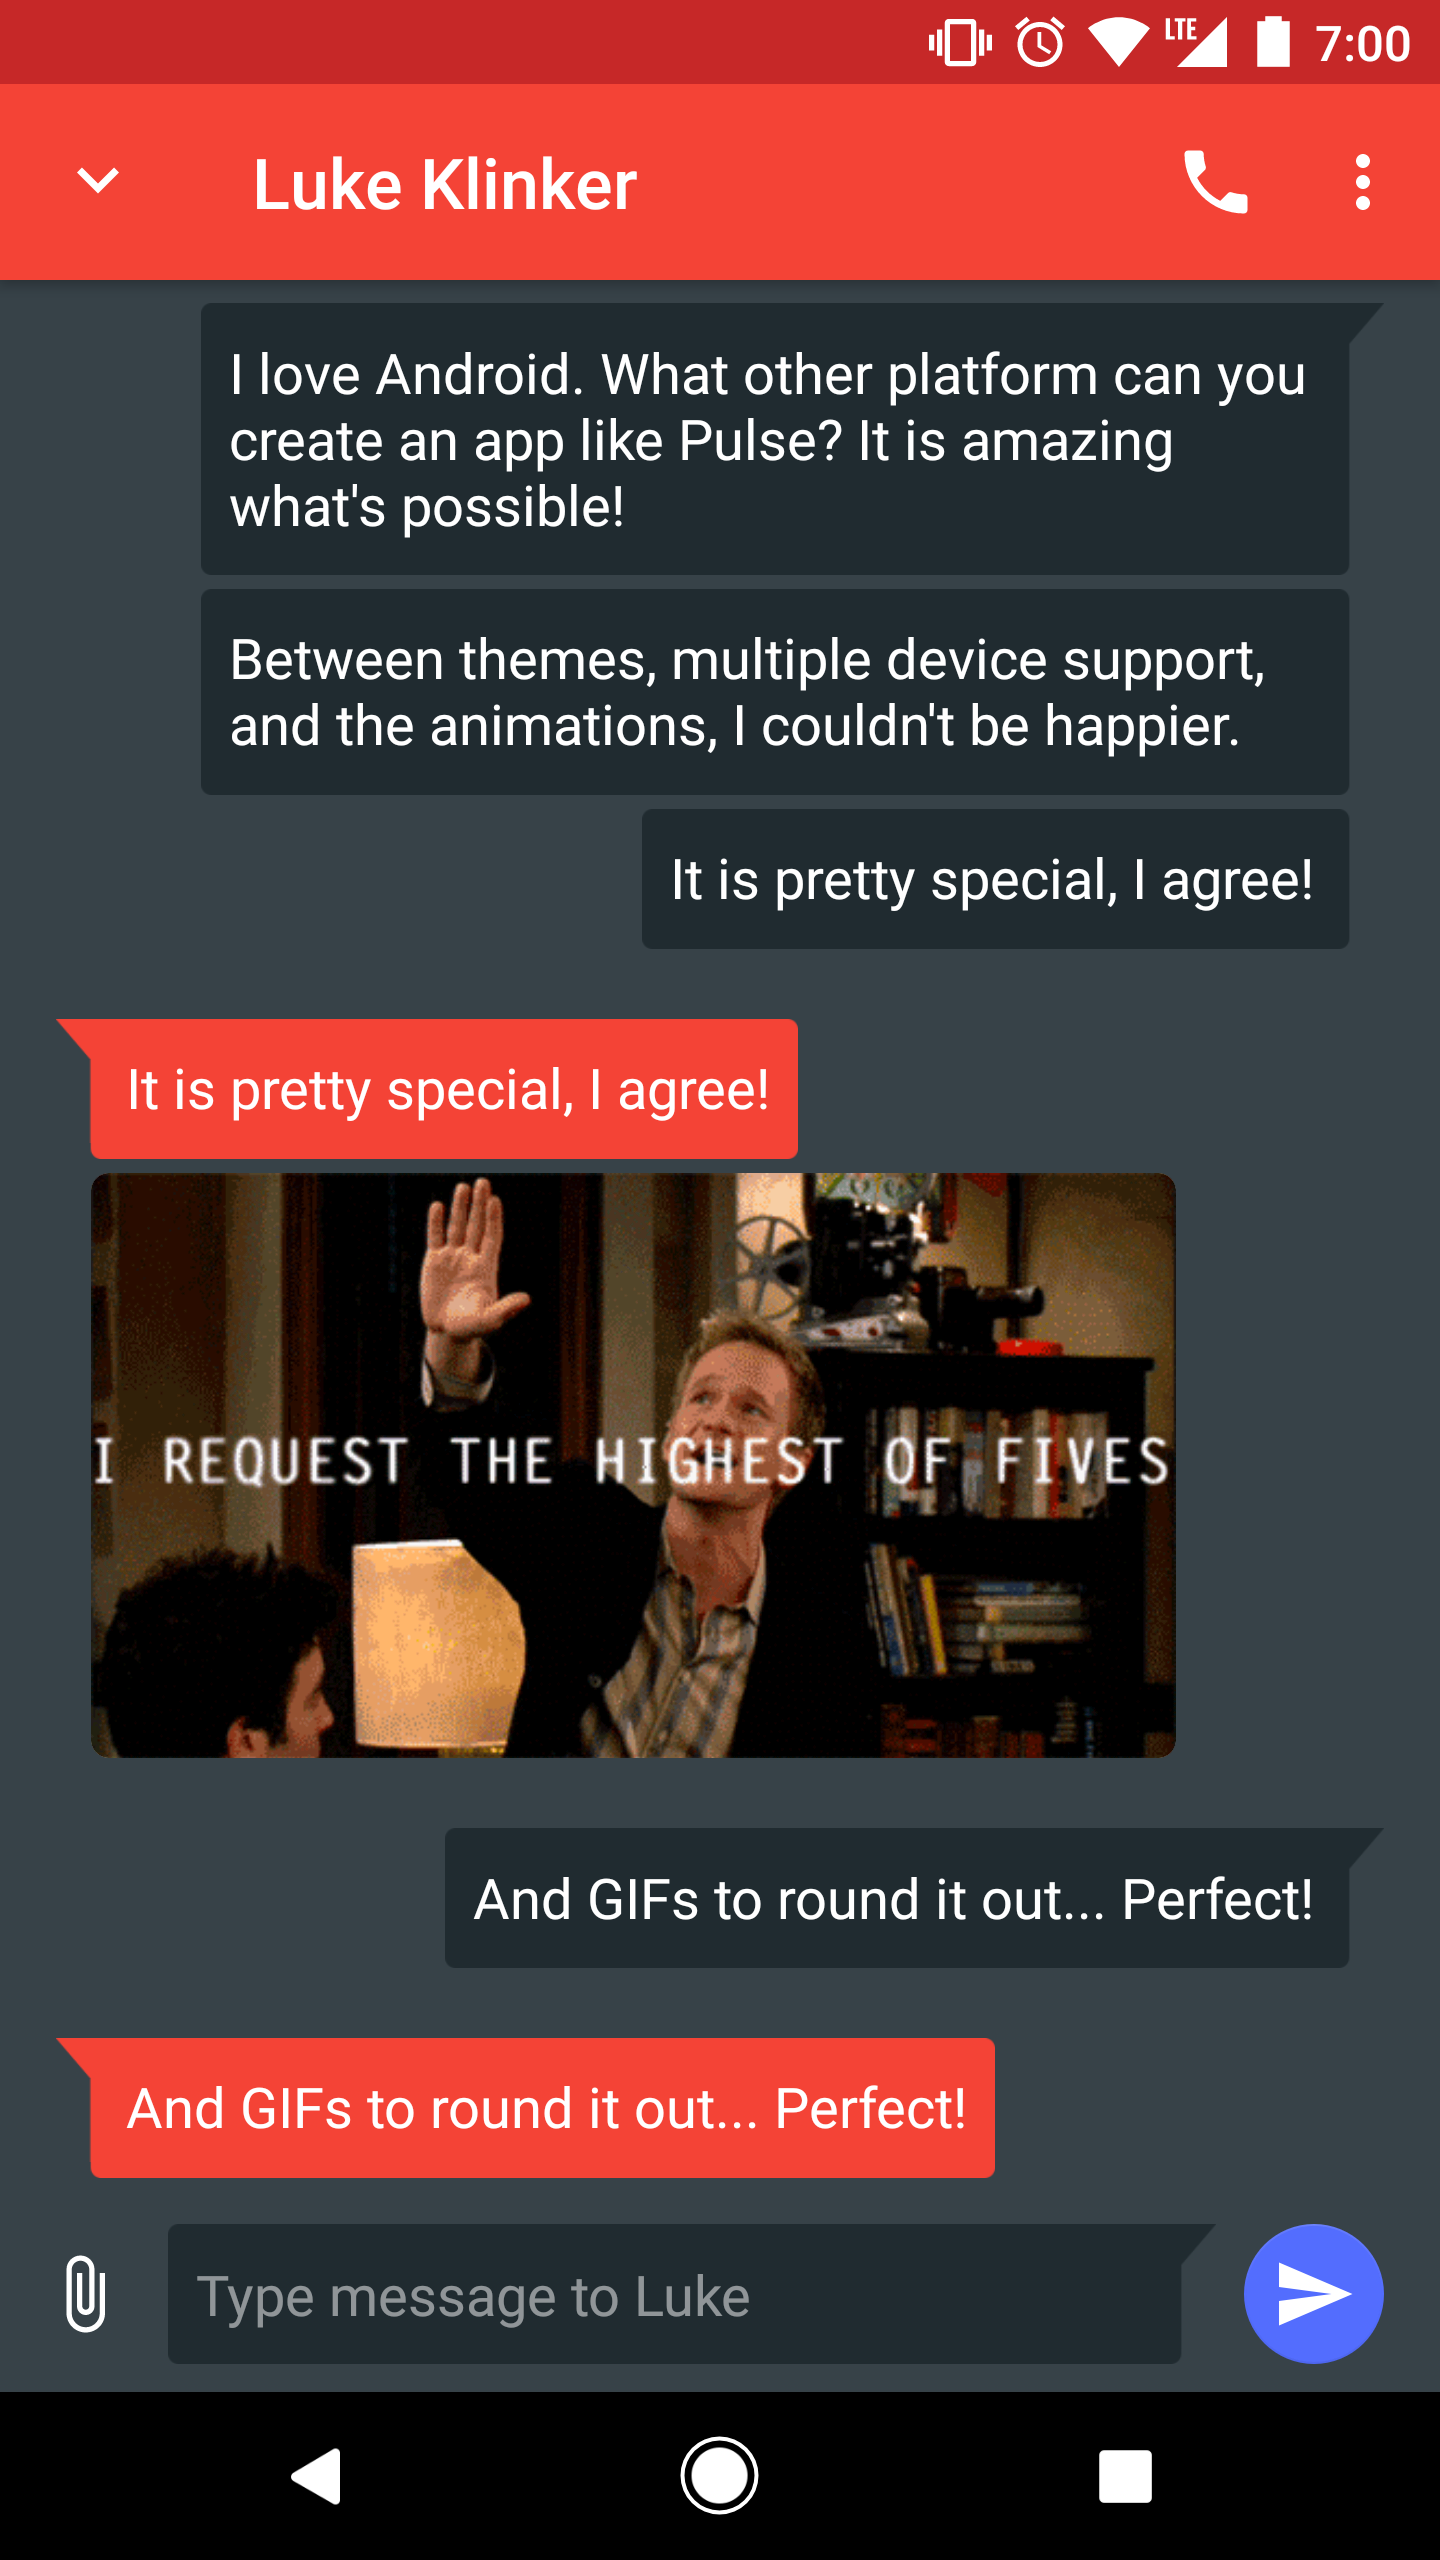 LTE 7:00
Luke Klinker
I love Android. What other platform can you
create an app like Pulse? It is amazing
what's possible!
Between themes, multiple device support,
and the animations, I couldn't be happier.
It is pretty special, I agree!
It is pretty special, I agree!
I REQUEST THE HIGHEST OF FIVES
And GIFs to round it out... Perfect!
And GIFs to round it out... Perfect!
Type message to Luke